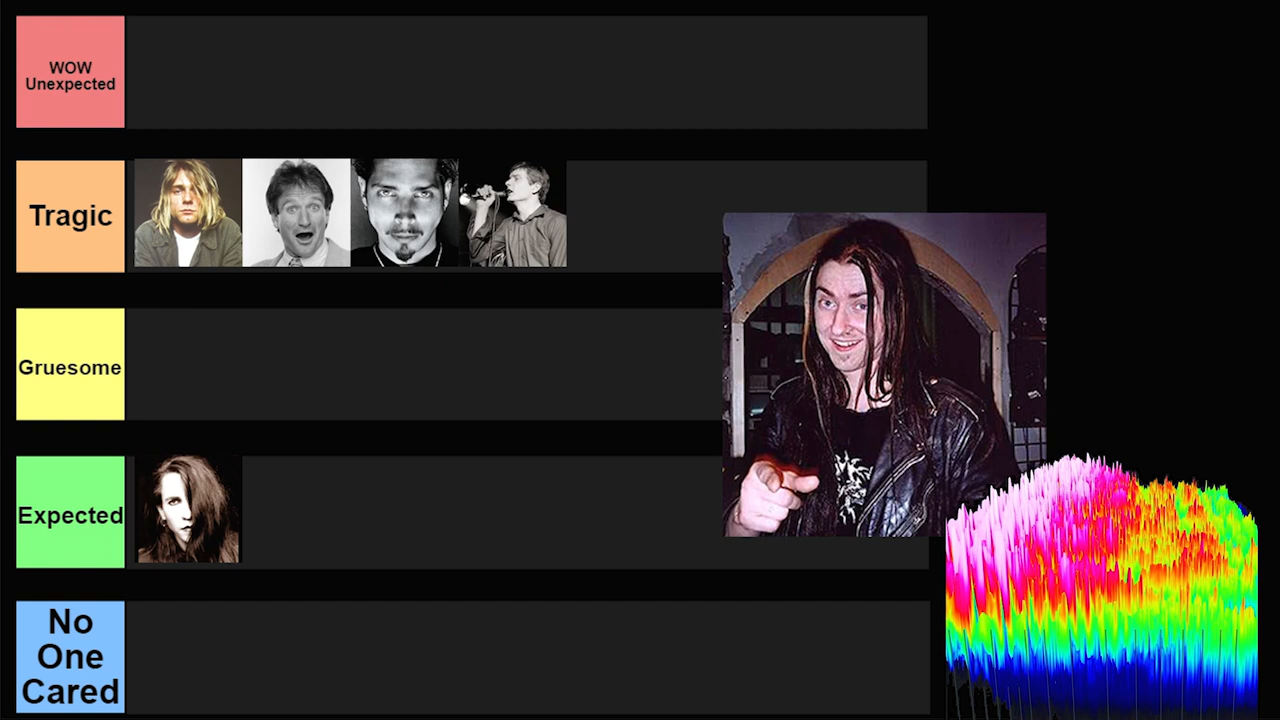 WOW
Unexpected
Tragic
Gruesome
Expected
No
One
Cared